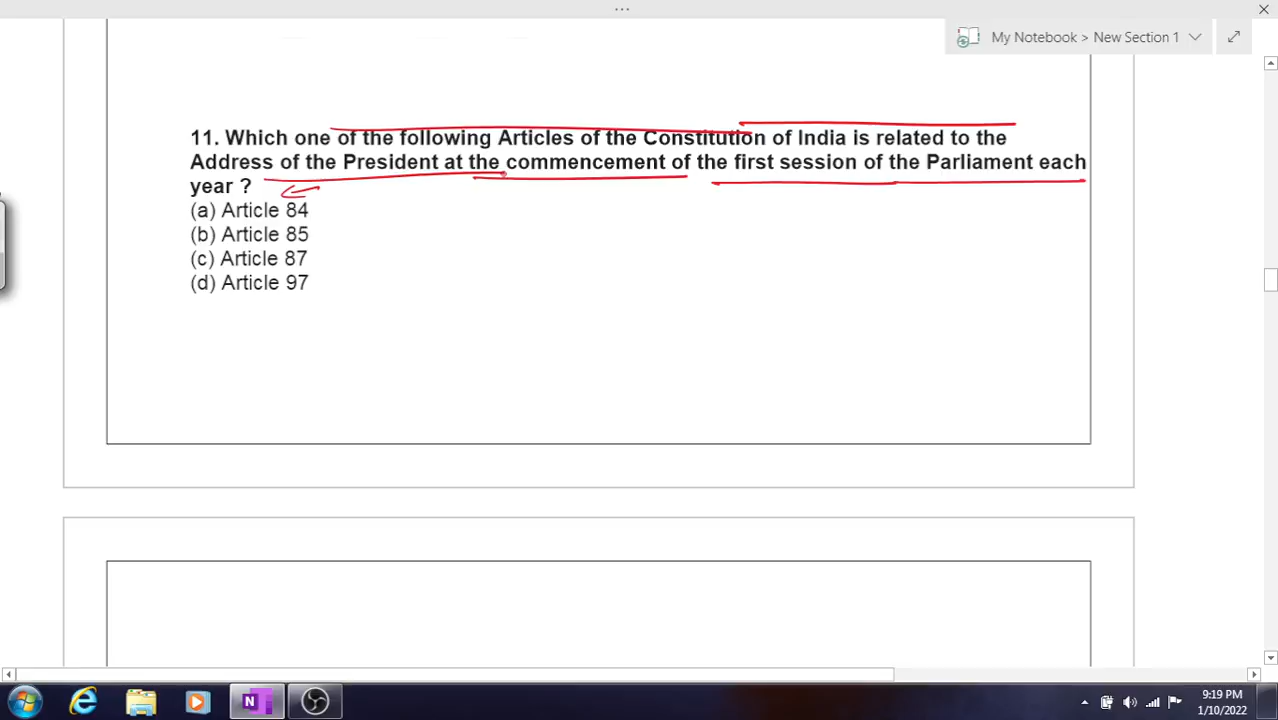 ...
My Notebook > New Section 1
11. Which one of the following Articles of the Constitution of India is related to the
Address of the President at the commencement of the first session of the Parliament each
year ?
(a) Article 84
(b) Article 85
(c) Article 87
(d) Article 97
N
9:19 PM
1/10/2022